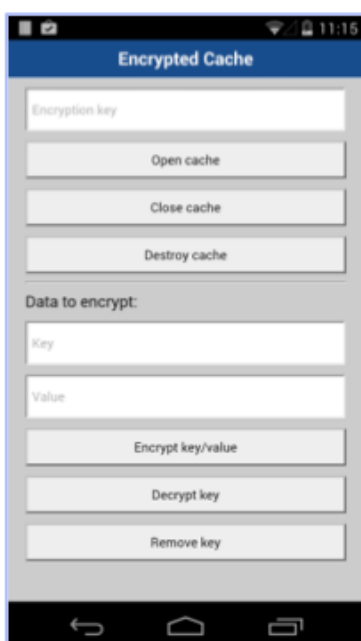 11:15
Encrypted Cache
Encryption key
Open cache
Close cache
Destroy cache
Data to encrypt:
Key
Value
Encrypt key/value
Decrypt key
Remove key